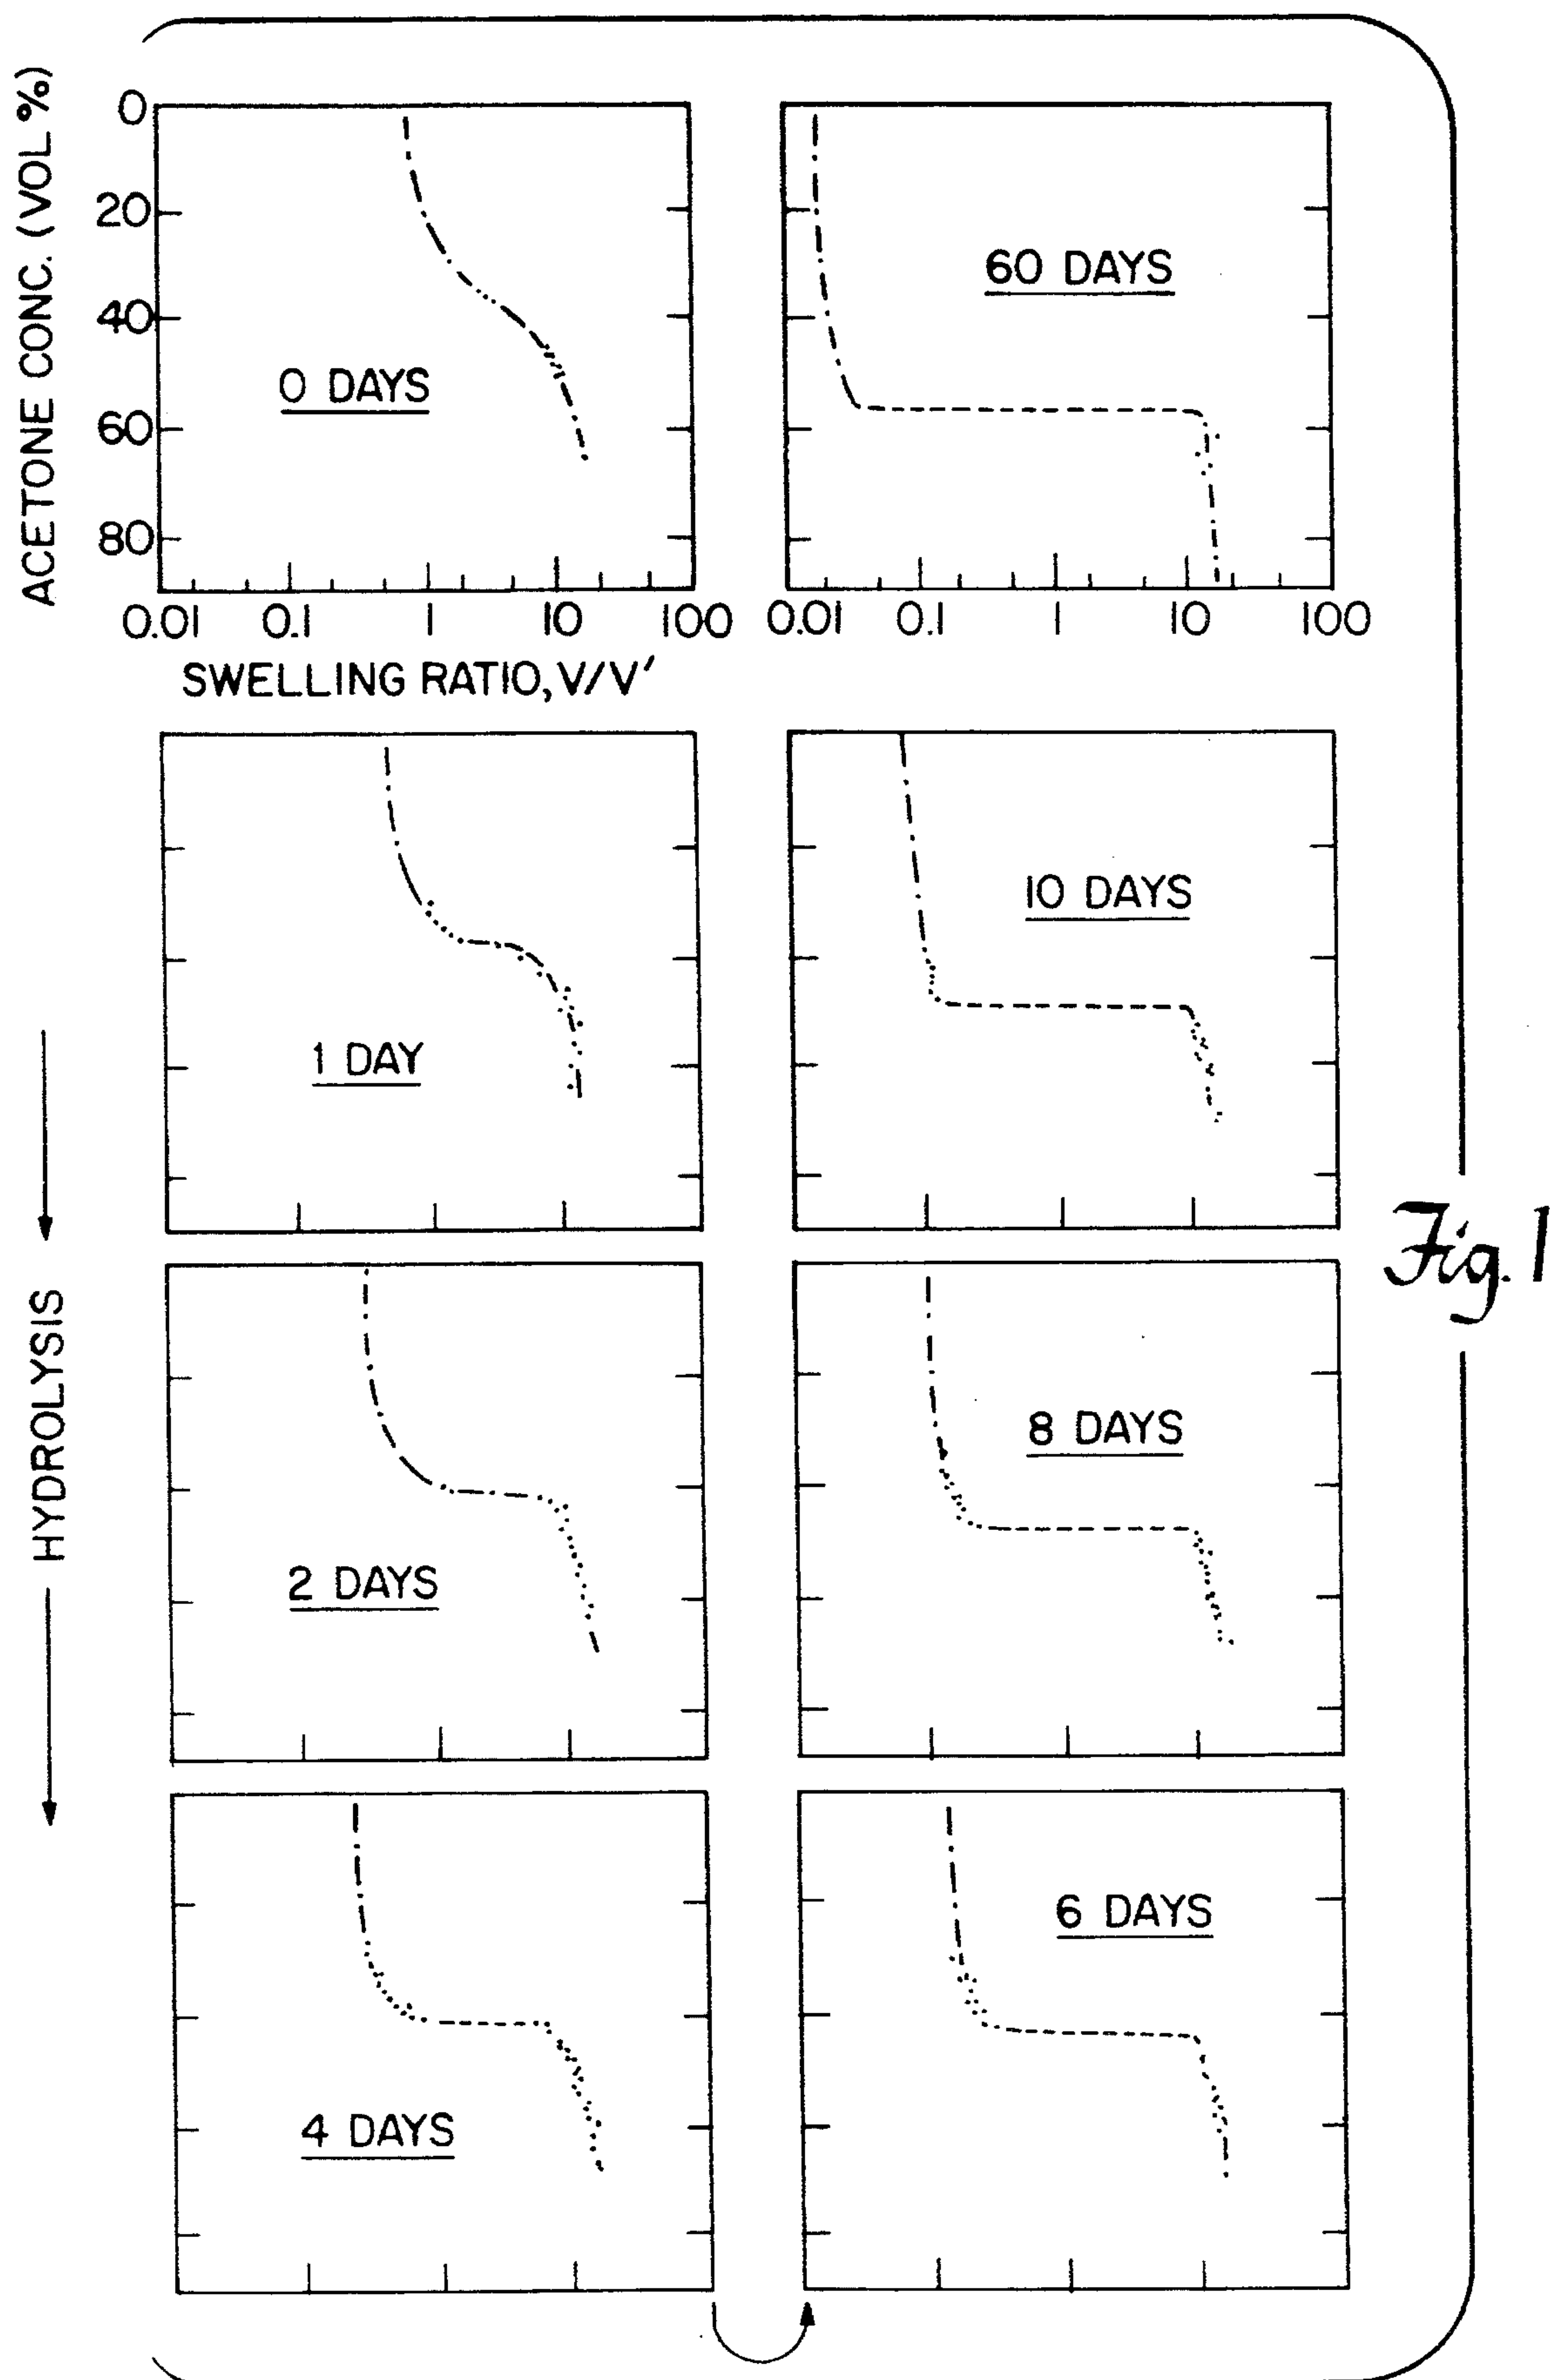 ACETONE CONC. (VOL %)
0
20
40
60
80
0 DAYS
0.01 0.1 1 10 100
SWELLING RATIO, V/V′
60 DAYS
0.01 0.1 1 10 100
1 DAY
10 DAYS
HYDROLYSIS
2 DAYS
8 DAYS
4 DAYS
6 DAYS
Fig. 1